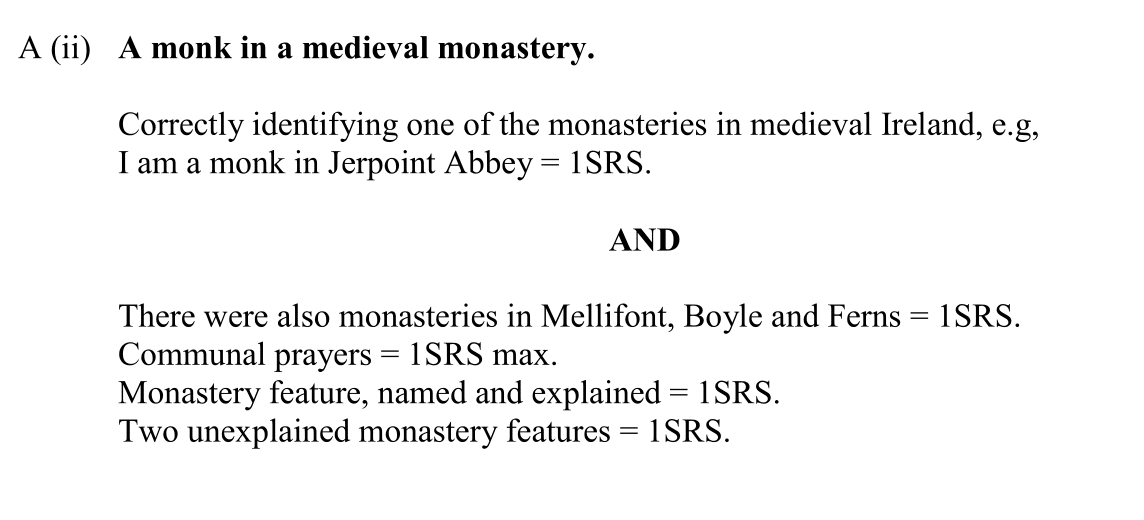 A (ii) A monk in a medieval monastery.
Correctly identifying one of the monasteries in medieval Ireland, e.g,
I am a monk in Jerpoint Abbey = 1SRS.
AND
There were also monasteries in Mellifont, Boyle and Ferns = 1SRS.
Communal prayers = 1SRS max.
Monastery feature, named and explained = 1SRS.
Two unexplained monastery features = 1SRS.